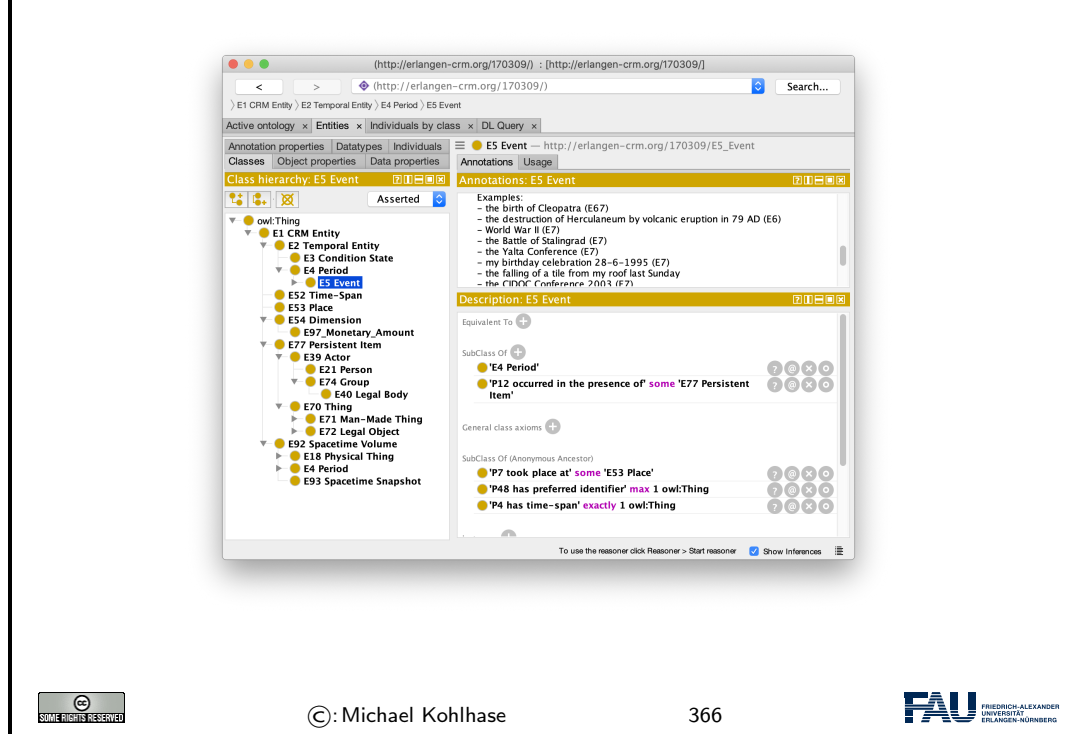 (http://erlangen-crm.org/170309/) : [http://erlangen-crm.org/170309/]
< > (http://erlangen-crm.org/170309/) Search...
〉E1 CRM Entity 〉E2 Temporal Entity 〉E4 Period 〉E5 Event
Active ontology × Entities × Individuals by class × DL Query ×
Annotation properties Datatypes Individuals
Classes Object properties Data properties
Class hierarchy: E5 Event
Asserted
owl:Thing
E1 CRM Entity
E2 Temporal Entity
E3 Condition State
E4 Period
E5 Event
E52 Time-Span
E53 Place
E54 Dimension
E97_Monetary_Amount
E77 Persistent Item
E39 Actor
E21 Person
E74 Group
E40 Legal Body
E70 Thing
E71 Man-Made Thing
E72 Legal Object
E92 Spacetime Volume
E18 Physical Thing
E4 Period
E93 Spacetime Snapshot
E5 Event — http://erlangen-crm.org/170309/E5_Event
Annotations Usage
Annotations: E5 Event
Examples:
- the birth of Cleopatra (E67)
- the destruction of Herculaneum by volcanic eruption in 79 AD (E6)
- World War II (E7)
- the Battle of Stalingrad (E7)
- the Yalta Conference (E7)
- my birthday celebration 28-6-1995 (E7)
- the falling of a tile from my roof last Sunday
- the CIDOC Conference 2003 (E7)
Description: E5 Event
Equivalent To
SubClass Of
'E4 Period'
'P12 occurred in the presence of' some 'E77 Persistent
Item'
General class axioms
SubClass Of (Anonymous Ancestor)
'P7 took place at' some 'E53 Place'
'P48 has preferred identifier' max 1 owl:Thing
'P4 has time-span' exactly 1 owl:Thing
To use the reasoner click Reasoner > Start reasoner Show Inferences
cc
SOME RIGHTS RESERVED
©: Michael Kohlhase
366
FAU
FRIEDRICH-ALEXANDER
UNIVERSITÄT
ERLANGEN-NÜRNBERG